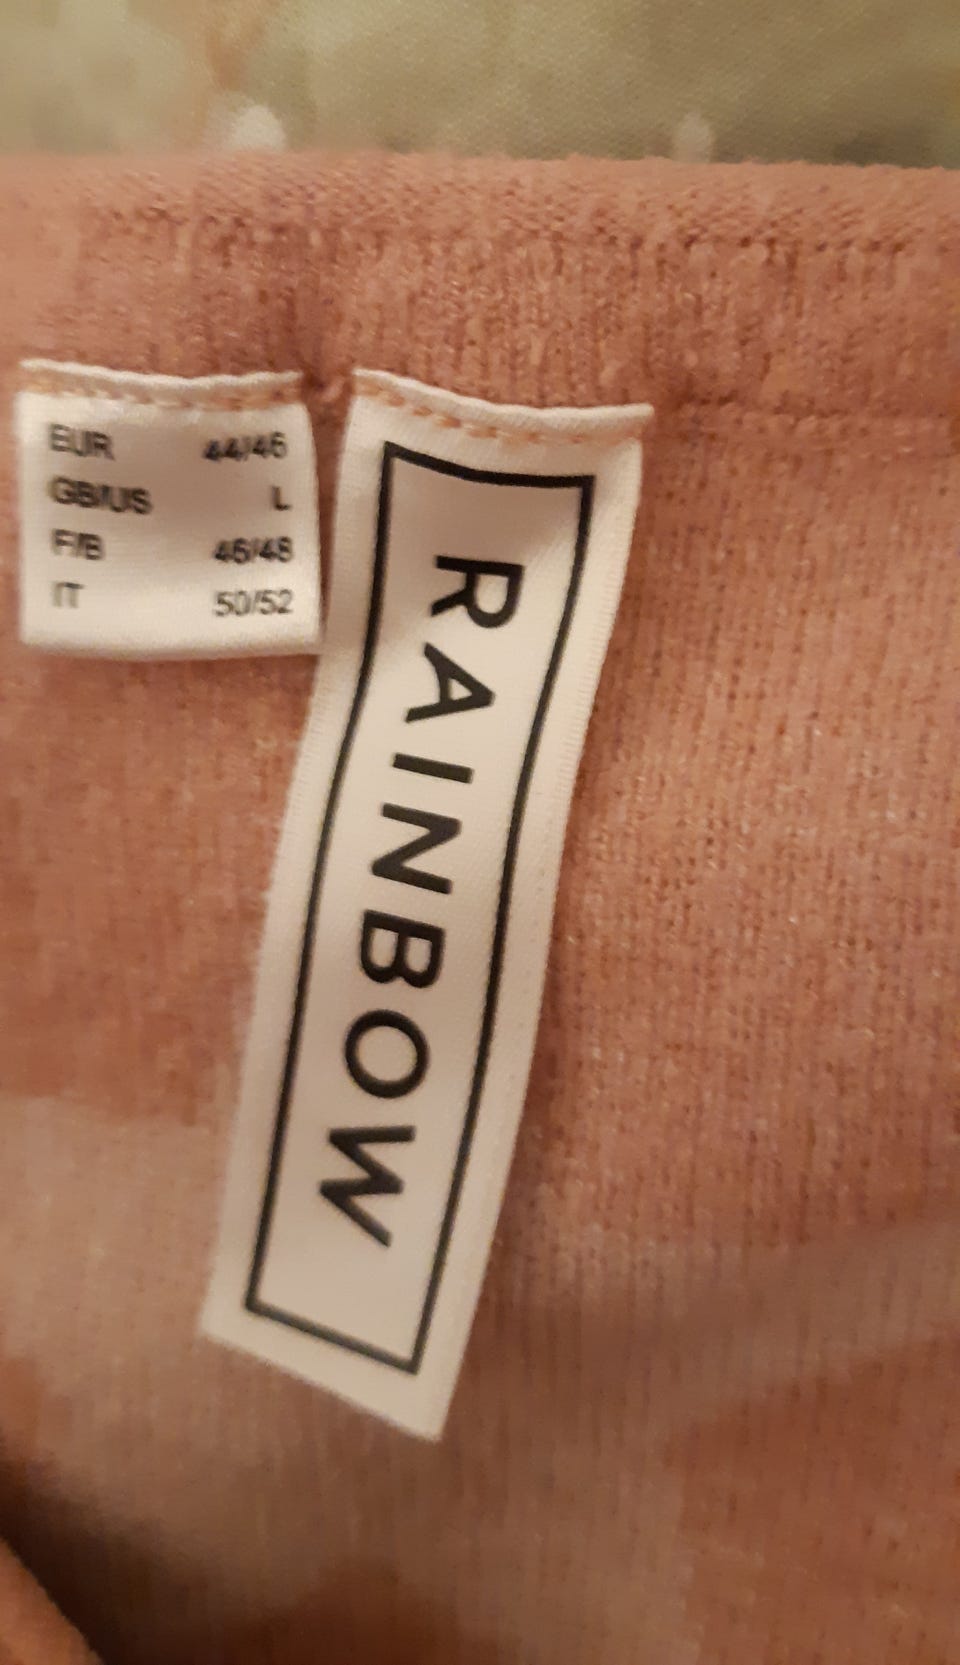 EUR 44/46
GB/US L
F/B 46/48
IT 50/52
RAINBOW